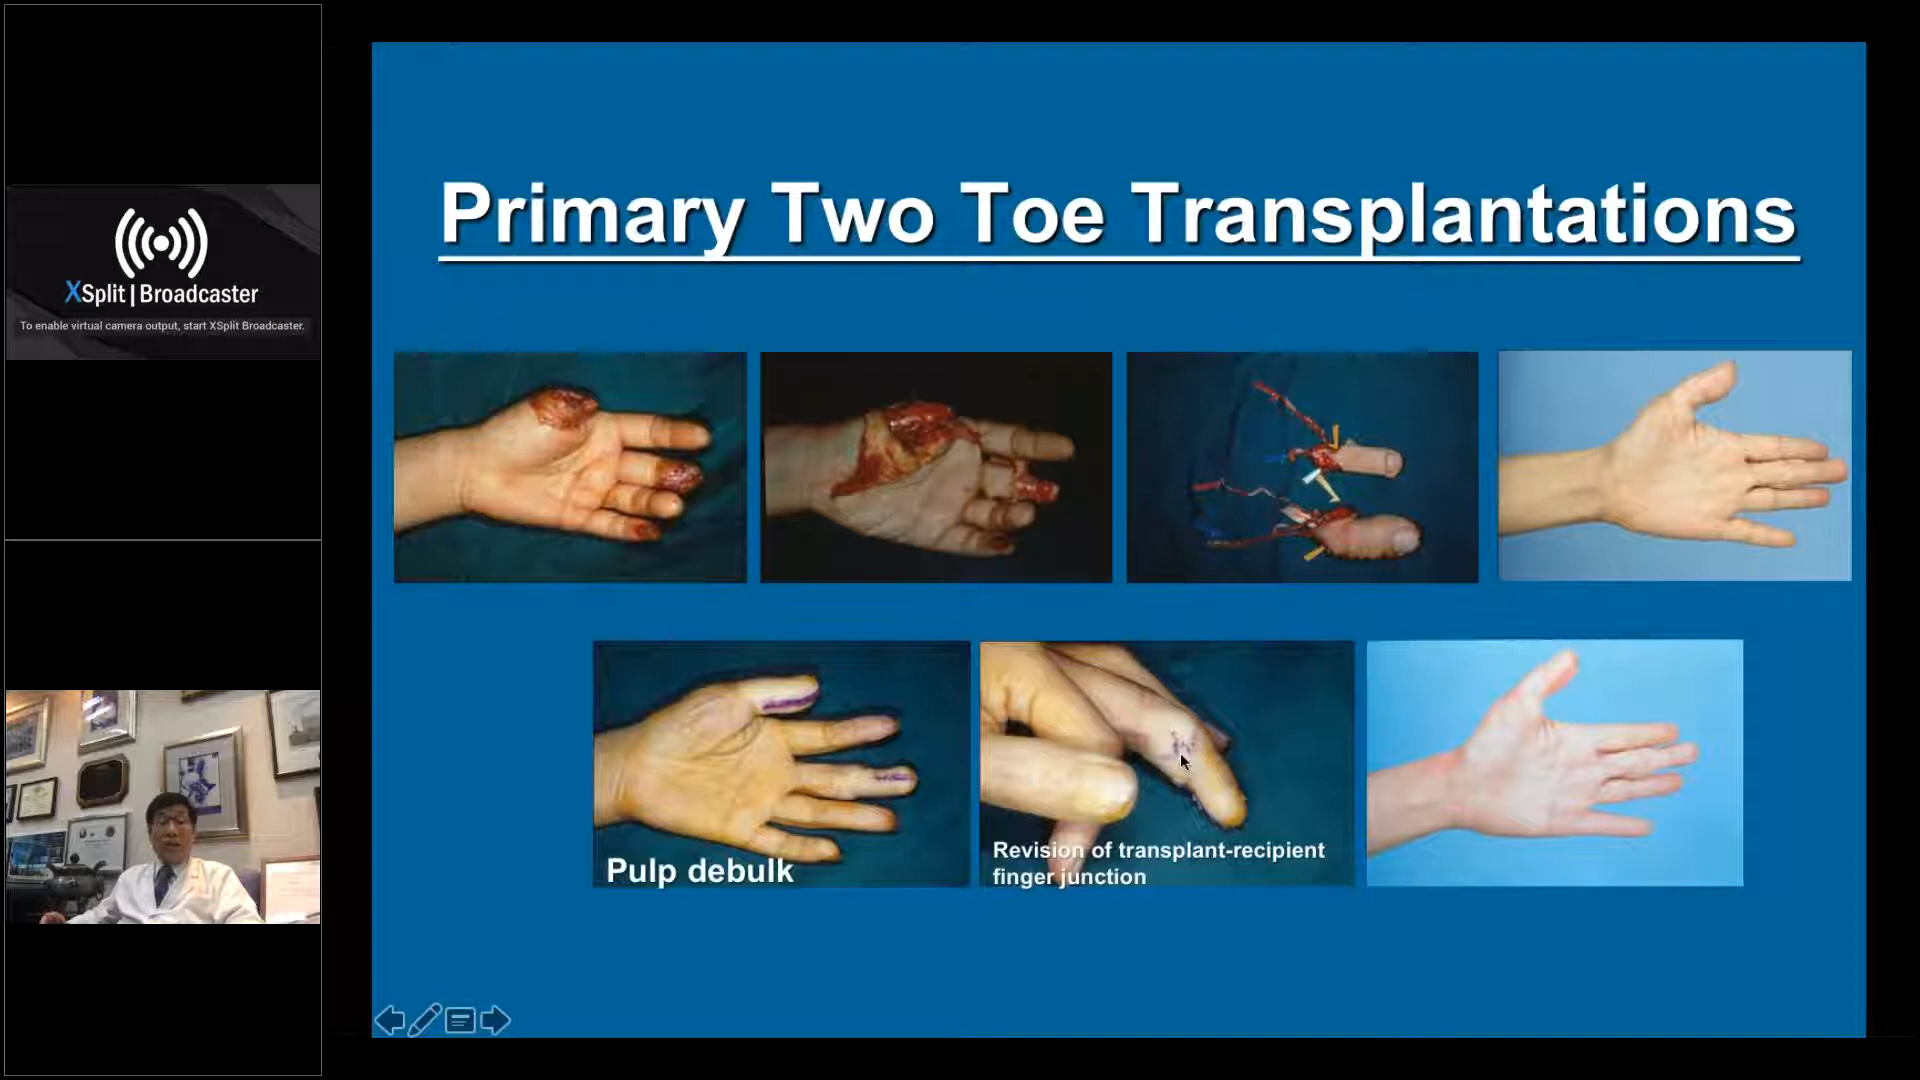 XSplit | Broadcaster
To enable virtual camera output, start XSplit Broadcaster.
Primary Two Toe Transplantations
Pulp debulk
Revision of transplant-recipient
finger junction